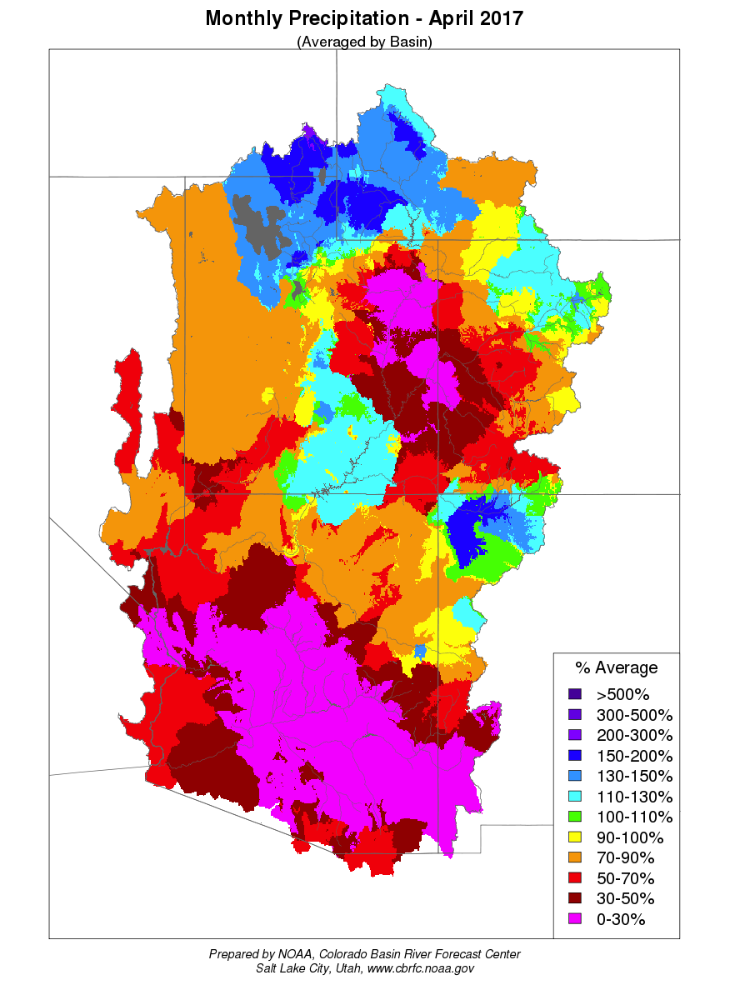 Monthly Precipitation - April 2017
(Averaged by Basin)
% Average
>500%
300-500%
200-300%
150-200%
130-150%
110-130%
100-110%
90-100%
70-90%
50-70%
30-50%
0-30%
Prepared by NOAA, Colorado Basin River Forecast Center
Salt Lake City, Utah, www.cbrfc.noaa.gov